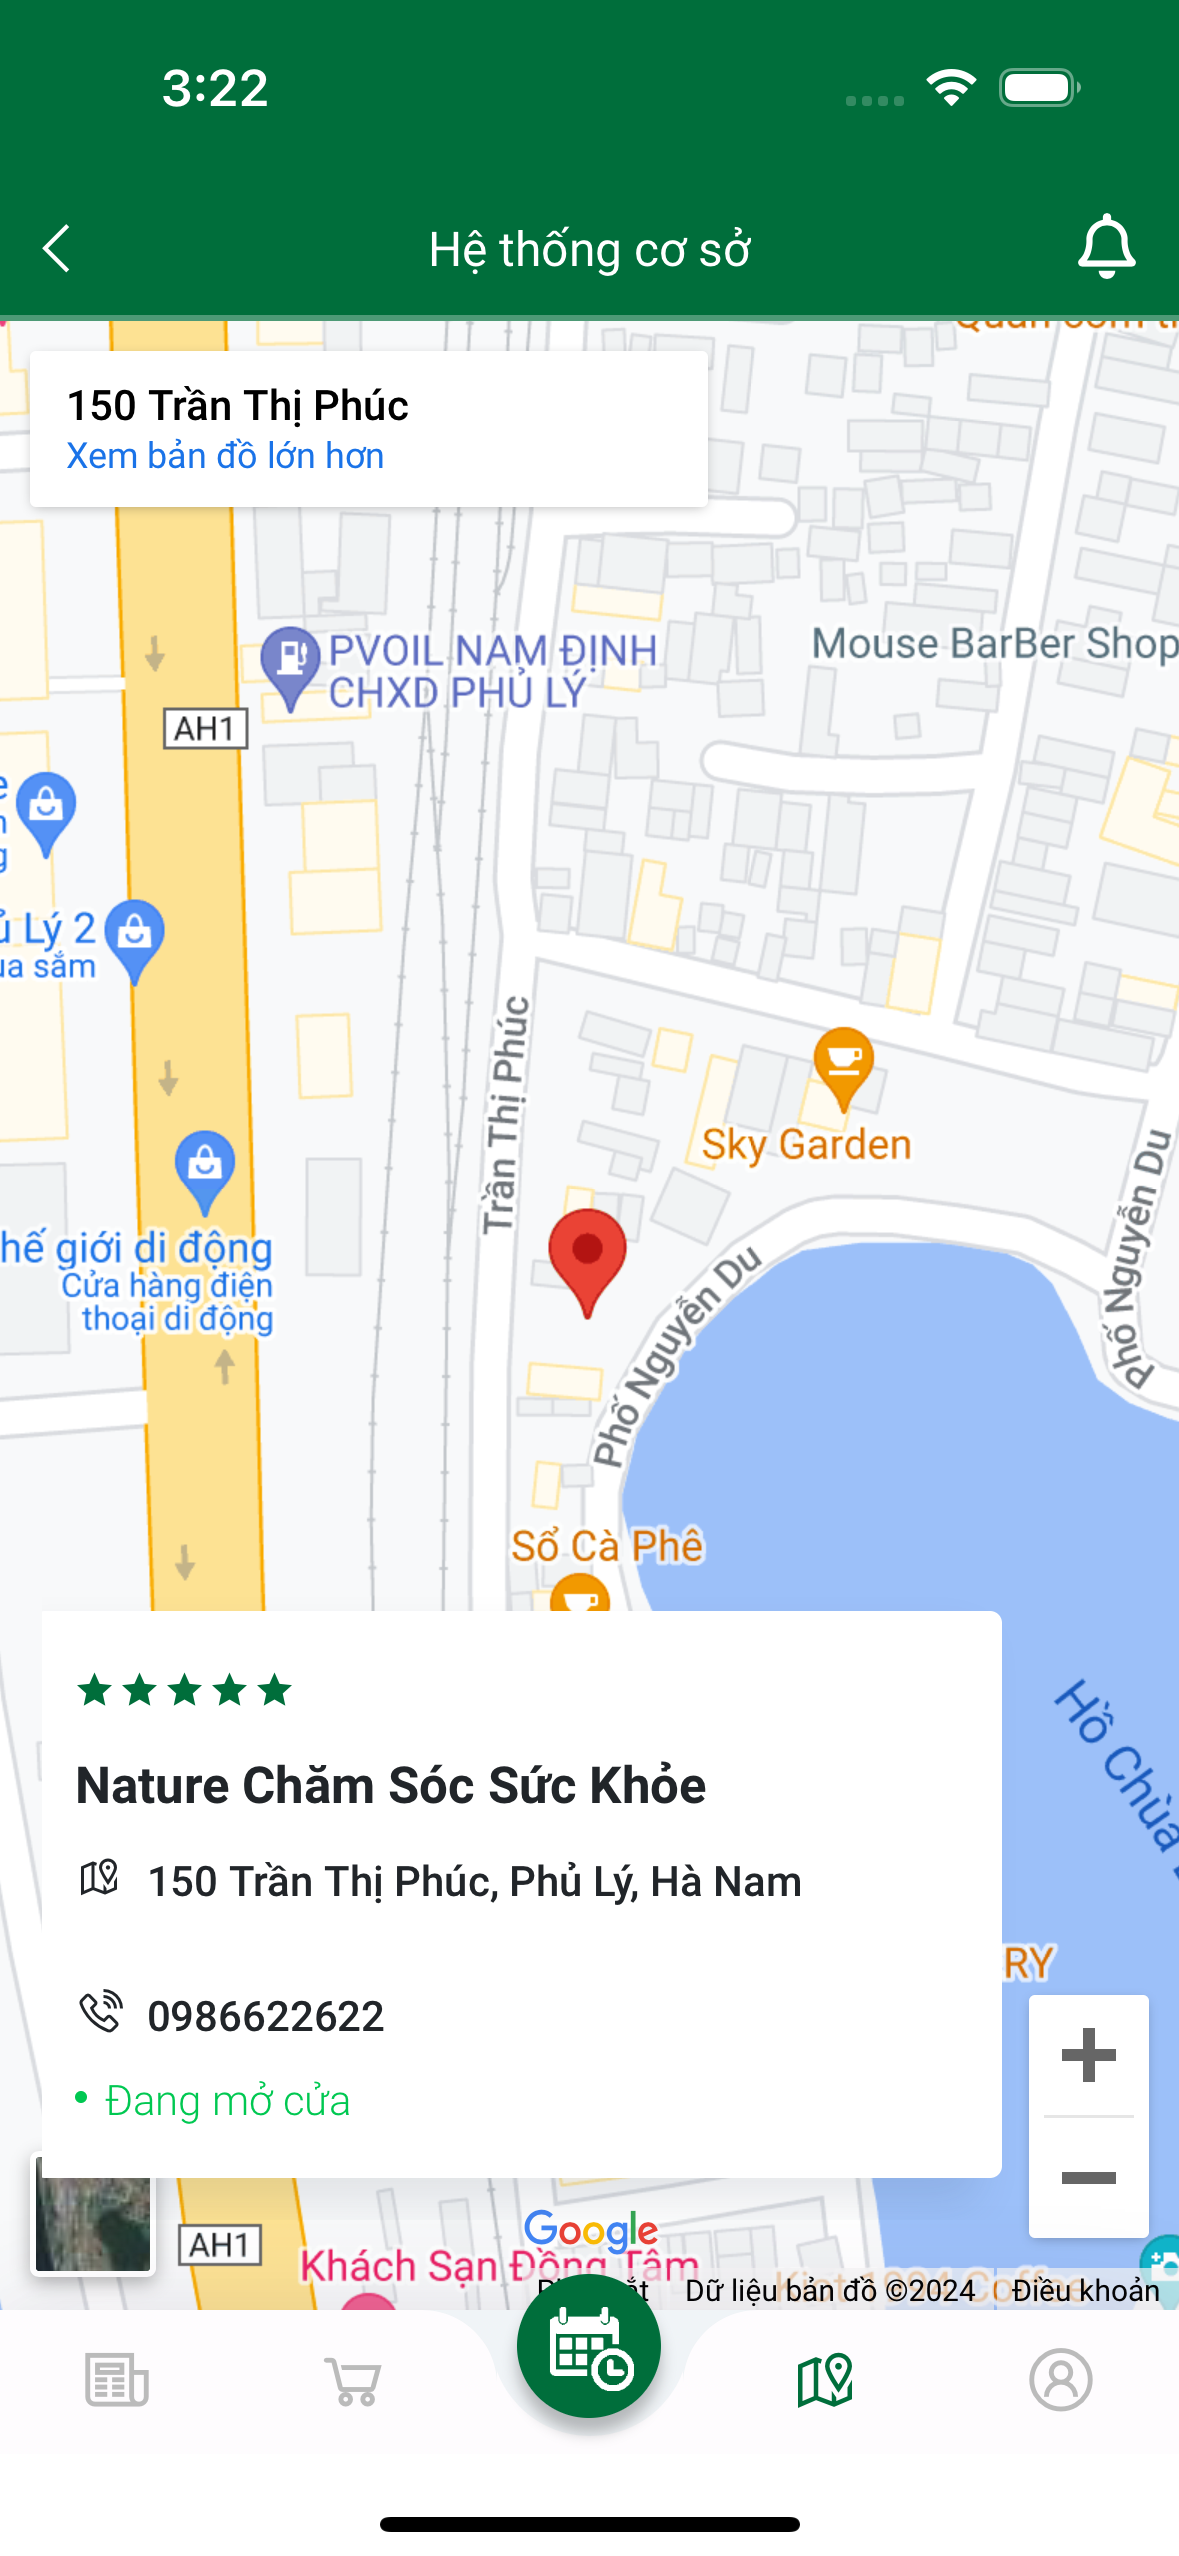 3:22
Hệ thống cơ sở
150 Trần Thị Phúc
Xem bản đồ lớn hơn
PVOIL NAM ĐỊNH
CHXD PHỦ LÝ
Mouse BarBer Shop
AH1
Lý 2
sắm
Trần Thị Phúc
Sky Garden
Phố Nguyễn Du
giới di động
Cửa hàng điện
thoại di động
Phố Nguyễn Du
Sổ Cà Phê
Hồ Chùa
Nature Chăm Sóc Sức Khỏe
150 Trần Thị Phúc, Phủ Lý, Hà Nam
RY
0986622622
Đang mở cửa
AH1
Google
Khách Sạn Đồng Tâm
Dữ liệu bản đồ ©2024
Điều khoản